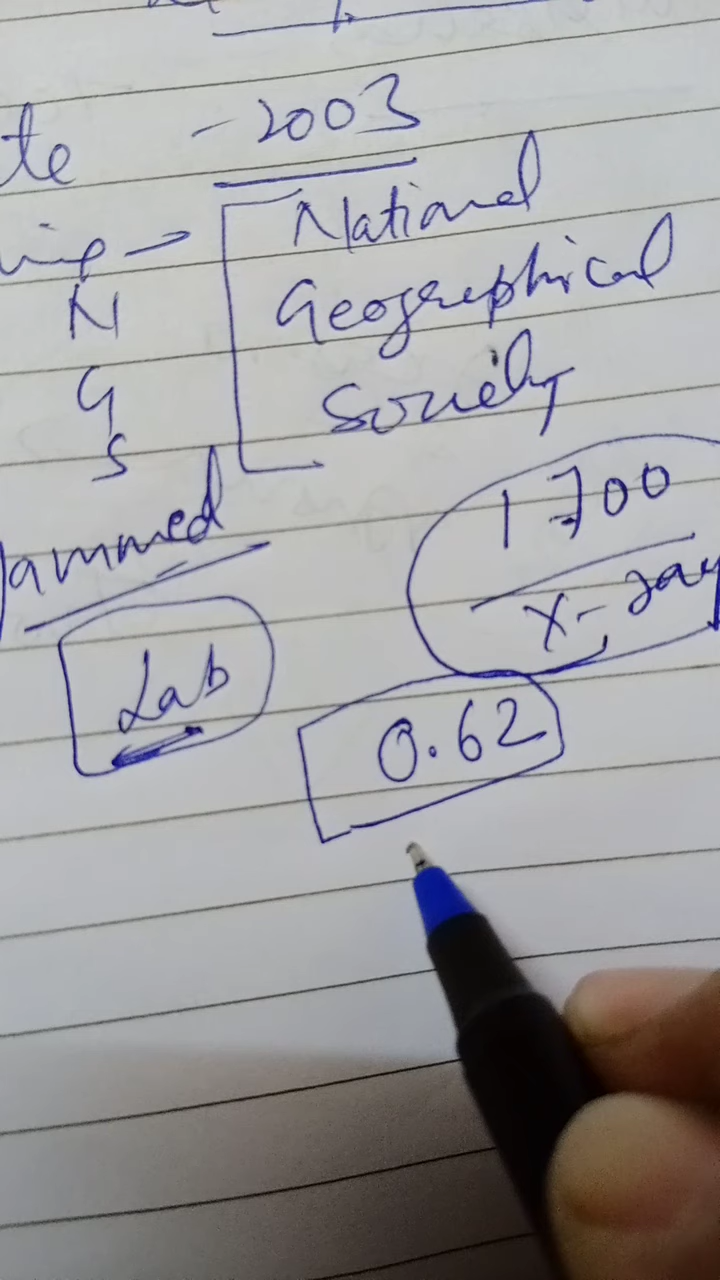 te - 2003
National
N Geographical
G Society
S
ammed 1700
X-ray
Lab
0.62